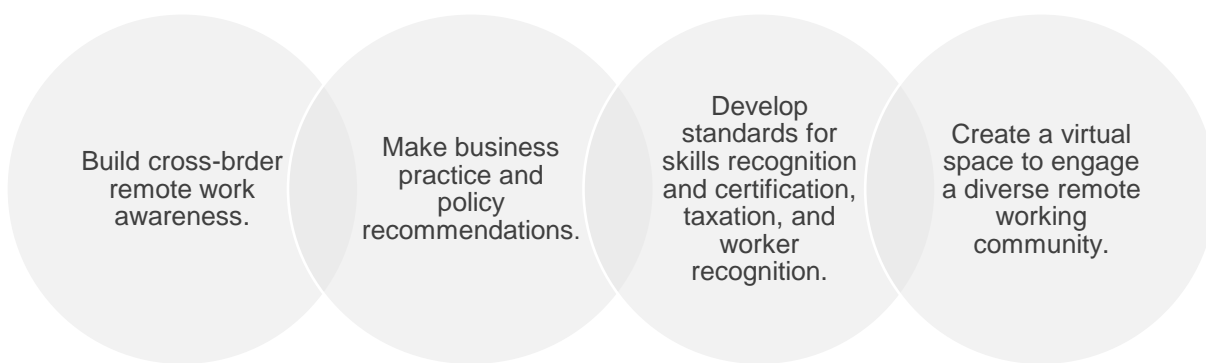 Build cross-brder
remote work
awareness.
Make business
practice and
policy
recommendations.
Develop
standards for
skills recognition
and certification,
taxation, and
worker
recognition.
Create a virtual
space to engage
a diverse remote
working
community.